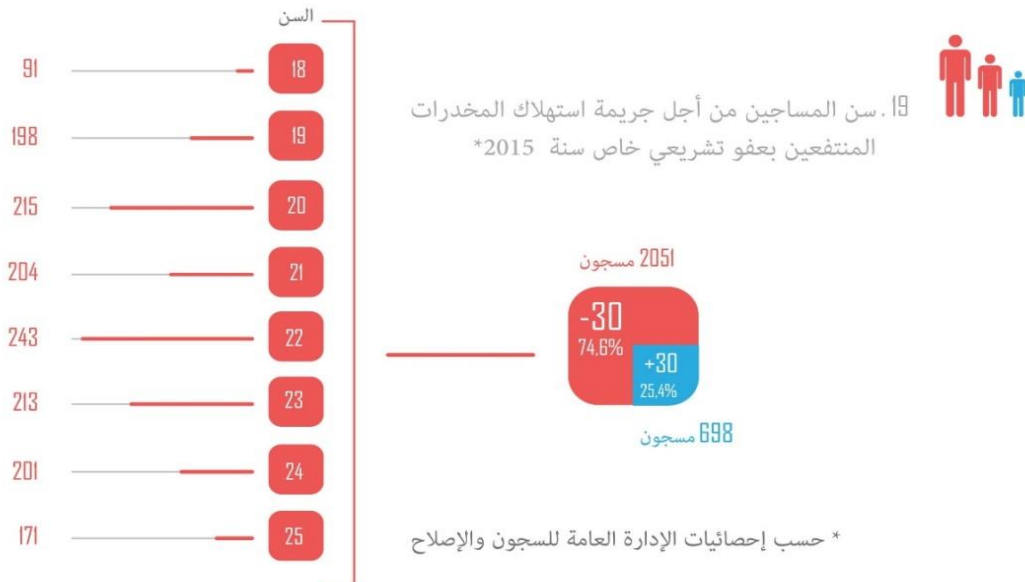 19. سن المساجين من أجل جريمة استهلاك المخدرات
المنتفعين بعفو تشريعي خاص سنة 2015*
السن
18 91
19 198
20 215
21 204
22 243
23 213
24 201
25 171
2051 مسجون
-30
74,6%
+30
25,4%
698 مسجون
* حسب إحصائيات الإدارة العامة للسجون والإصلاح